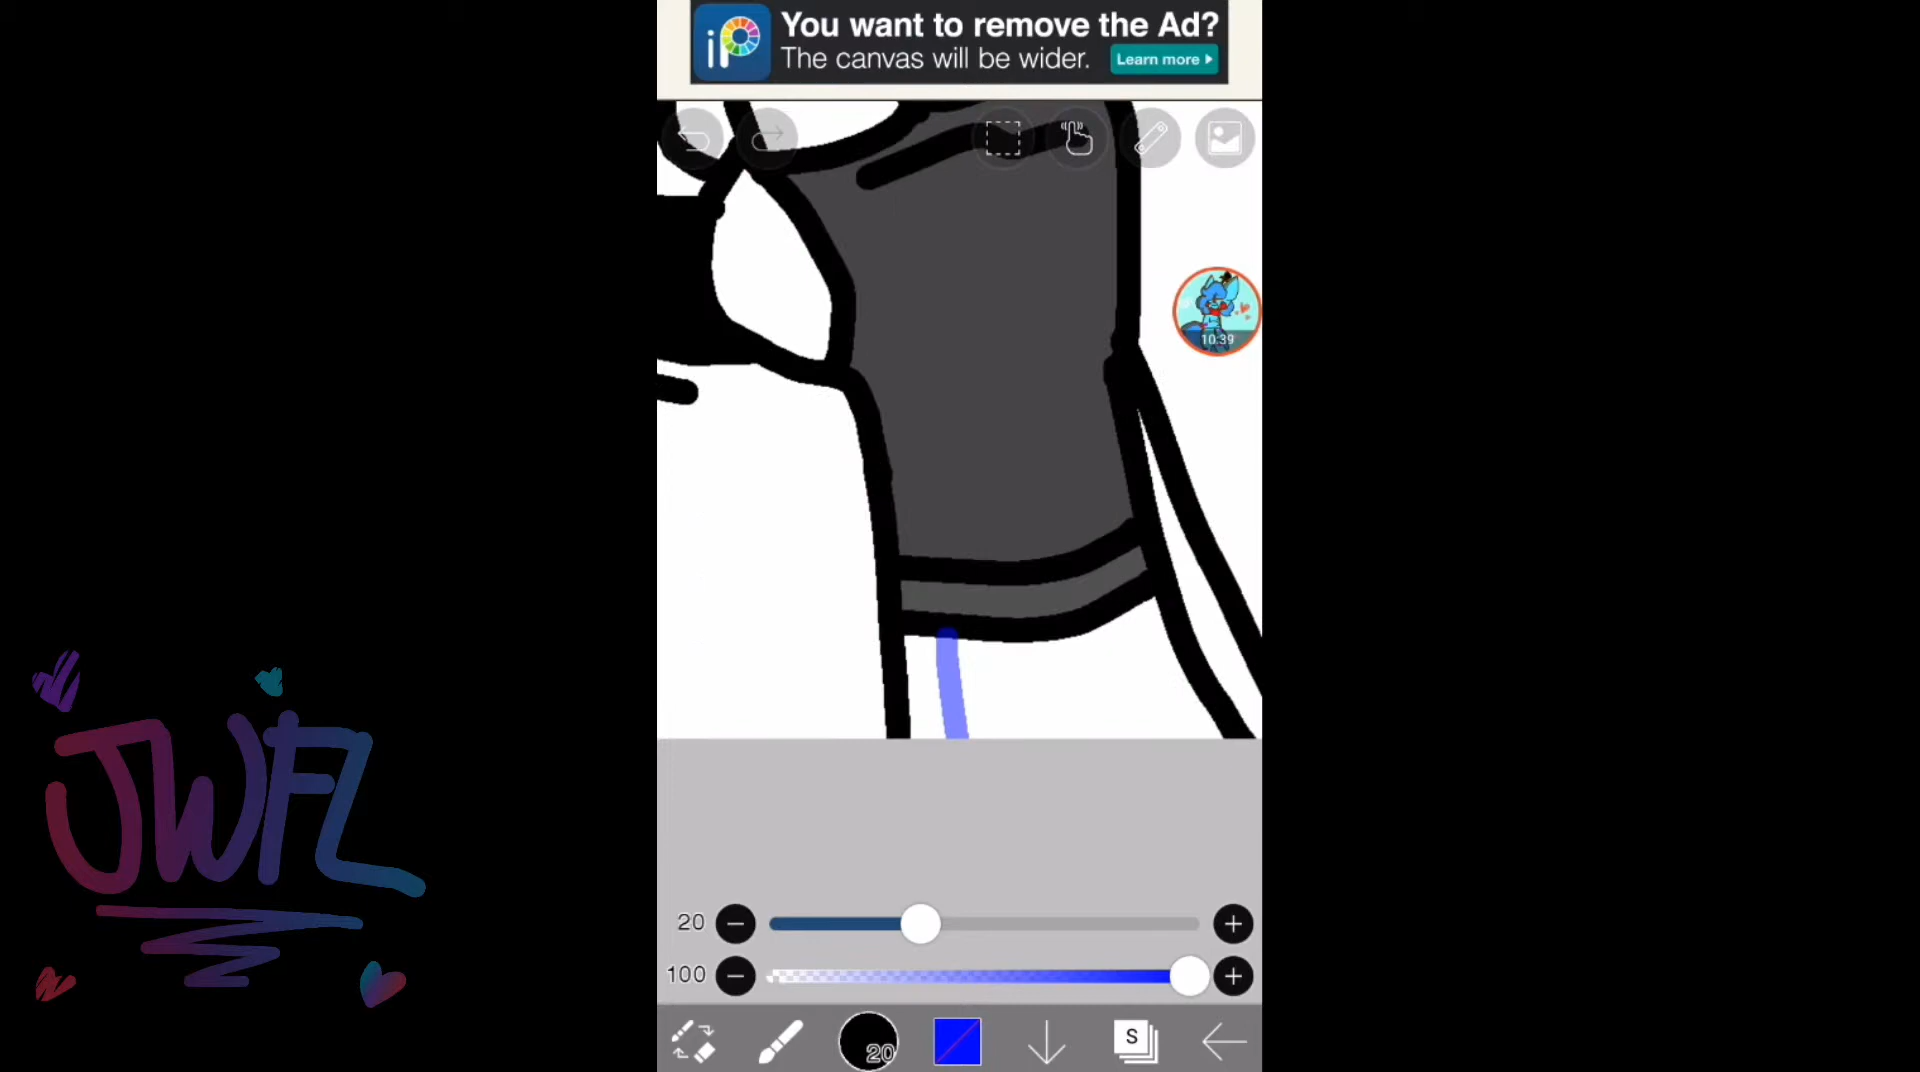 iP
You want to remove the Ad?
The canvas will be wider.
Learn more
10:39
JWFL
20
100
20
S